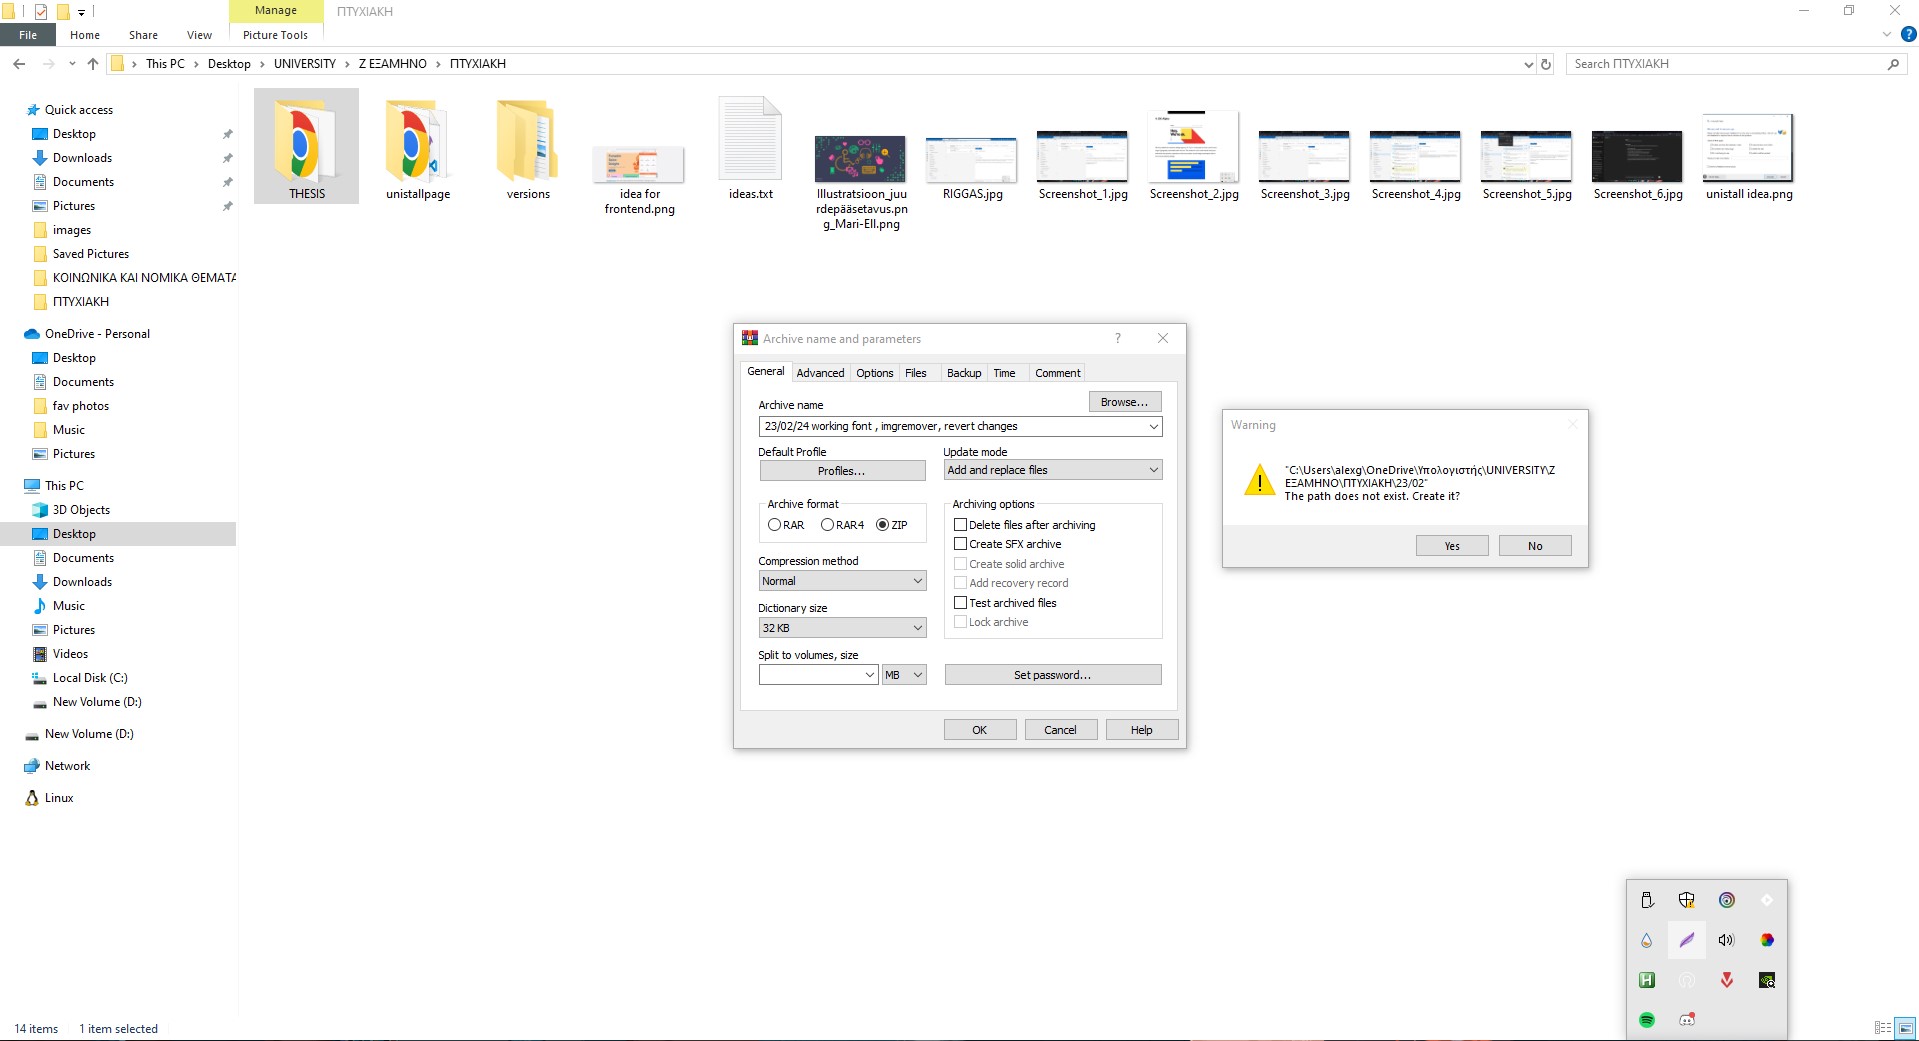 Manage
ΠΤΥΧΙΑΚΗ
File
Home
Share
View
Picture Tools
This PC
Desktop
UNIVERSITY
Ζ ΕΞΑΜΗΝΟ
ΠΤΥΧΙΑΚΗ
Search ΠΤΥΧΙΑΚΗ
Quick access
Desktop
Downloads
Documents
Pictures
images
Saved Pictures
ΚΟΙΝΩΝΙΚΑ ΚΑΙ ΝΟΜΙΚΑ ΘΕΜΑΤΑ
ΠΤΥΧΙΑΚΗ
OneDrive - Personal
Desktop
Documents
fav photos
Music
Pictures
This PC
3D Objects
Desktop
Documents
Downloads
Music
Pictures
Videos
Local Disk (C:)
New Volume (D:)
New Volume (D:)
Network
Linux
THESIS
unistallpage
versions
idea for
frontend.png
ideas.txt
Illustratsioon_juu
rdepääsetavus.pn
g_Mari-Ell.png
RIGGAS.jpg
Screenshot_1.jpg
Screenshot_2.jpg
Screenshot_3.jpg
Screenshot_4.jpg
Screenshot_5.jpg
Screenshot_6.jpg
unistall idea.png
Archive name and parameters
?
General
Advanced
Options
Files
Backup
Time
Comment
Archive name
Browse...
23/02/24 working font , imgremover, revert changes
Default Profile
Profiles...
Update mode
Add and replace files
Archive format
RAR
RAR4
ZIP
Compression method
Normal
Dictionary size
32 KB
Split to volumes, size
MB
Archiving options
Delete files after archiving
Create SFX archive
Create solid archive
Add recovery record
Test archived files
Lock archive
Set password...
OK
Cancel
Help
Warning
"C:\Users\alexg\OneDrive\Υπολογιστής\UNIVERSITY\Ζ
ΕΞΑΜΗΝΟ\ΠΤΥΧΙΑΚΗ\23/02"
The path does not exist. Create it?
Yes
No
14 items
1 item selected